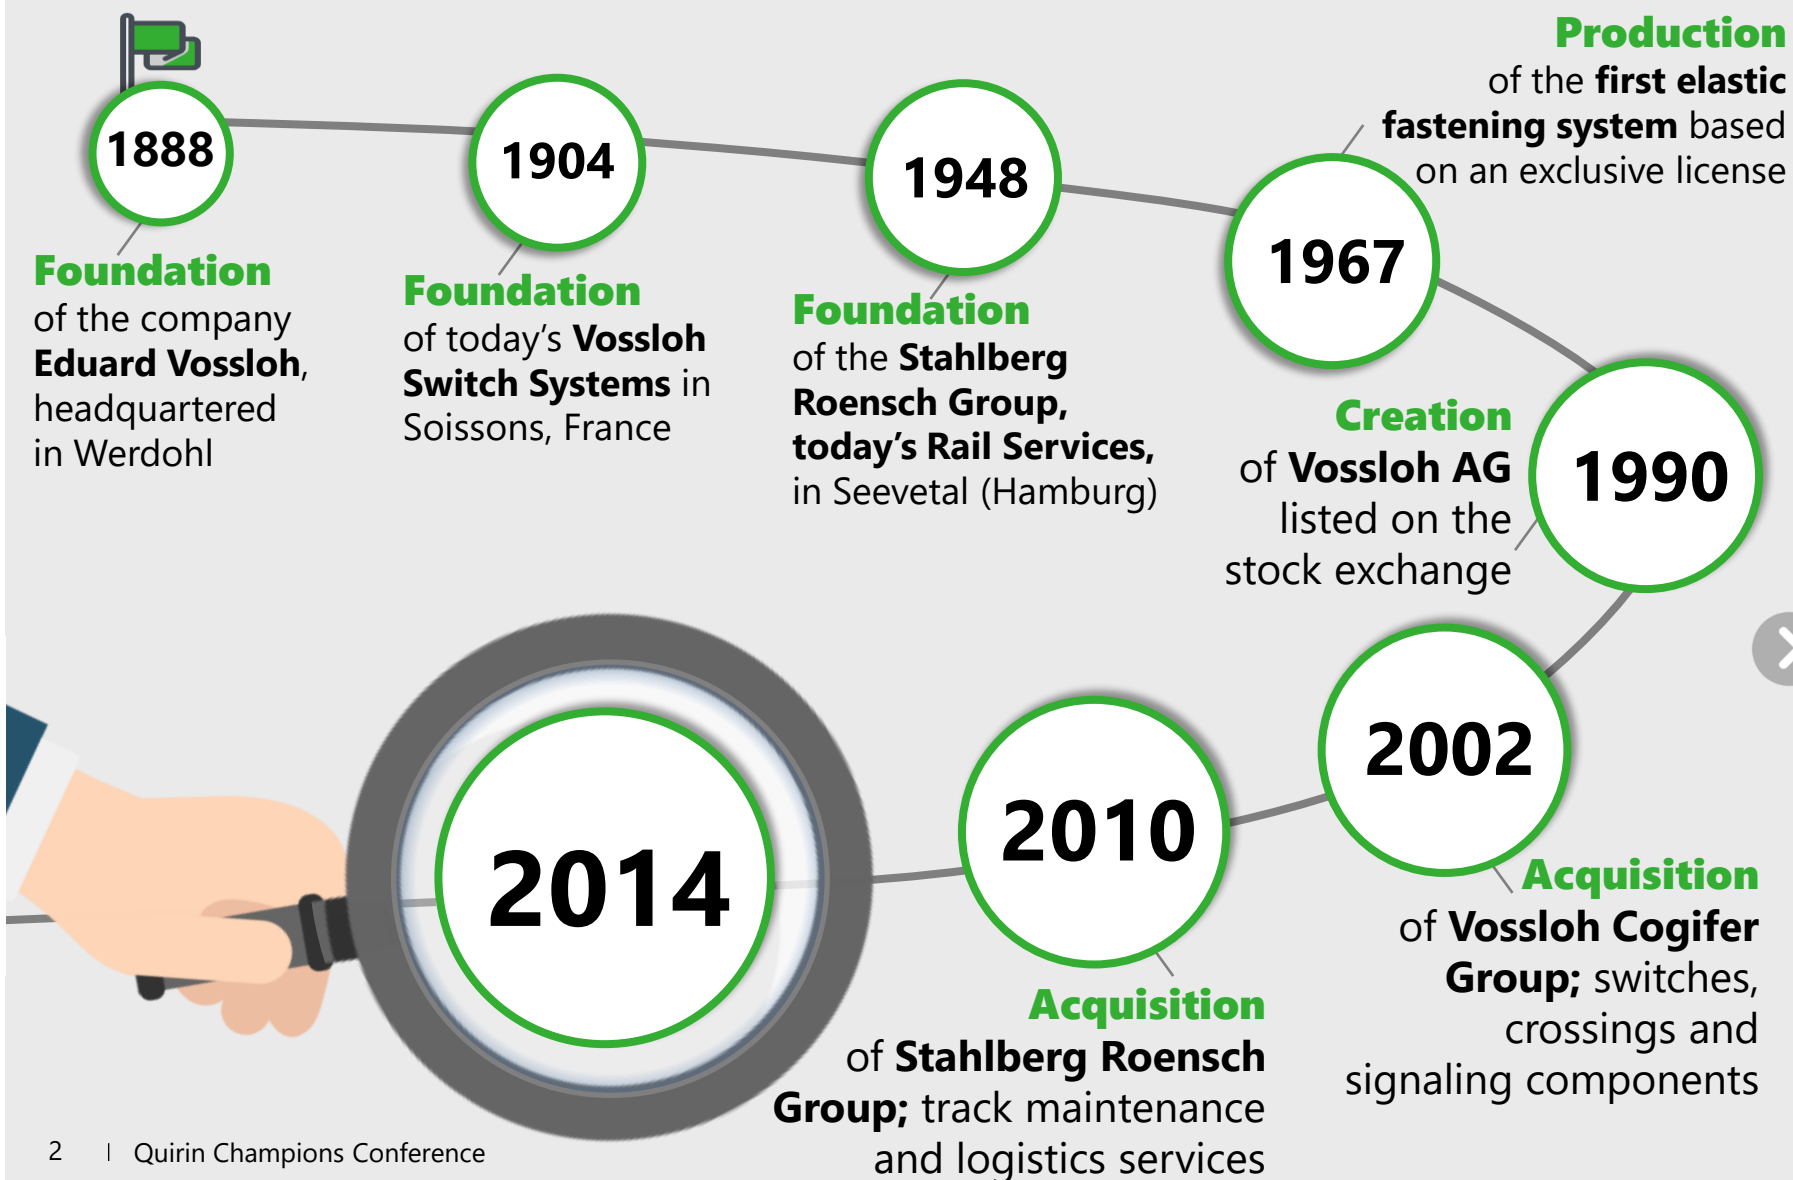 1888
Foundation
of the company
Eduard Vossloh,
headquartered
in Werdohl
1904
Foundation
of today’s Vossloh
Switch Systems in
Soissons, France
1948
Foundation
of the Stahlberg
Roensch Group,
today’s Rail Services,
in Seevetal (Hamburg)
Production
of the first elastic
fastening system based
on an exclusive license
1967
Creation
of Vossloh AG
listed on the
stock exchange
1990
2002
Acquisition
of Vossloh Cogifer
Group; switches,
crossings and
signaling components
2010
Acquisition
of Stahlberg Roensch
Group; track maintenance
and logistics services
2014
2 | Quirin Champions Conference